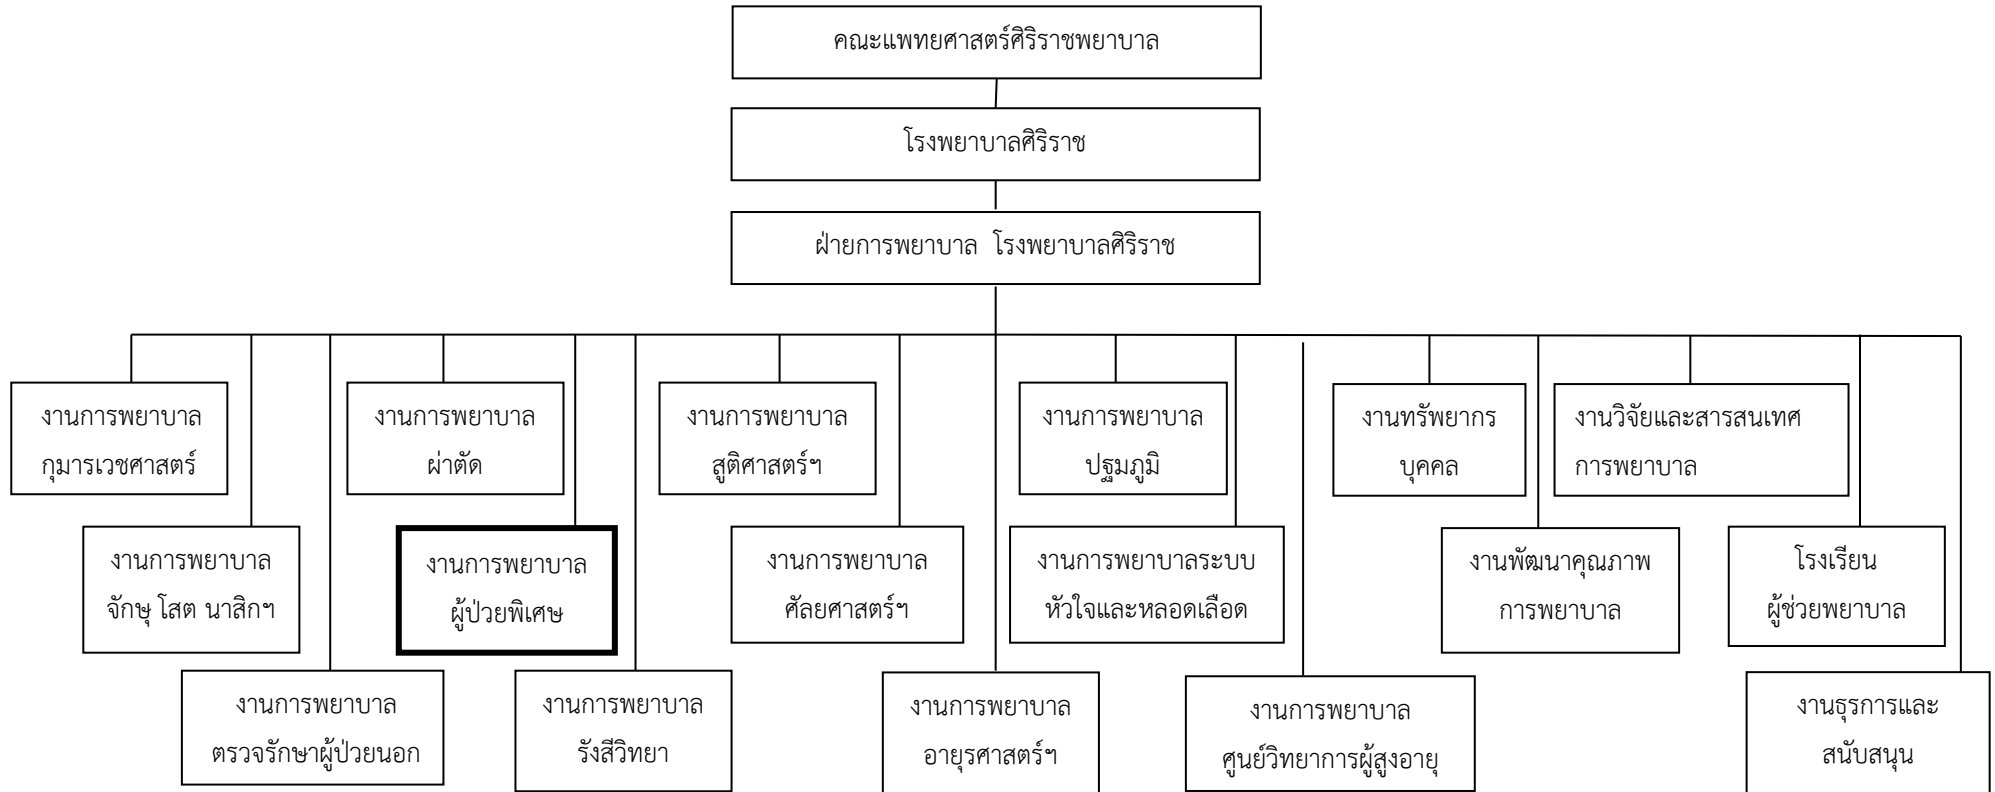 คณะแพทยศาสตร์ศิริราชพยาบาล
โรงพยาบาลศิริราช
ฝ่ายการพยาบาล โรงพยาบาลศิริราช
งานการพยาบาล
กุมารเวชศาสตร์
งานการพยาบาล
ผ่าตัด
งานการพยาบาล
สูติศาสตร์ฯ
งานการพยาบาล
ปฐมภูมิ
งานทรัพยากร
บุคคล
งานวิจัยและสารสนเทศ
การพยาบาล
งานการพยาบาล
จักษุ โสต นาสิกฯ
งานการพยาบาล
ผู้ป่วยพิเศษ
งานการพยาบาล
ศัลยศาสตร์ฯ
งานการพยาบาลระบบ
หัวใจและหลอดเลือด
งานพัฒนาคุณภาพ
การพยาบาล
โรงเรียน
ผู้ช่วยพยาบาล
งานการพยาบาล
ตรวจรักษาผู้ป่วยนอก
งานการพยาบาล
รังสีวิทยา
งานการพยาบาล
อายุรศาสตร์ฯ
งานการพยาบาล
ศูนย์วิทยาการผู้สูงอายุ
งานธุรการและ
สนับสนุน